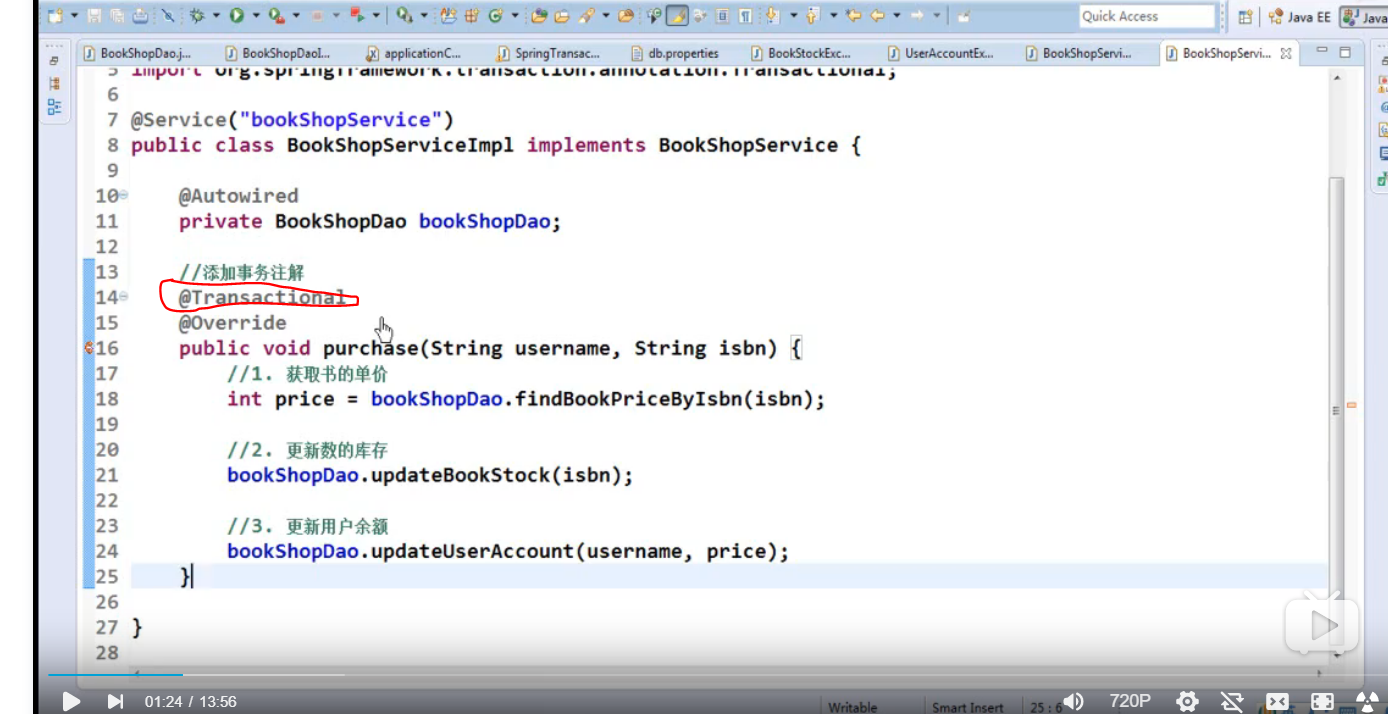 Quick Access
Java EE
Java
BookShopDao.j...
BookShopDaoI...
applicationC...
SpringTransac...
db.properties
BookStockExc...
UserAccountEx...
BookShopServi...
BookShopServi...
5 import org.springframework.transaction.annotation.Transactional;
6
7 @Service("bookShopService")
8 public class BookShopServiceImpl implements BookShopService {
9
10 @Autowired
11 private BookShopDao bookShopDao;
12
13 //添加事务注解
14 @Transactional
15 @Override
16 public void purchase(String username, String isbn) {
17 //1. 获取书的单价
18 int price = bookShopDao.findBookPriceByIsbn(isbn);
19
20 //2. 更新数的库存
21 bookShopDao.updateBookStock(isbn);
22
23 //3. 更新用户余额
24 bookShopDao.updateUserAccount(username, price);
25 }
26
27 }
28
01:24 / 13:56
Writable
Smart Insert
25 : 6
720P